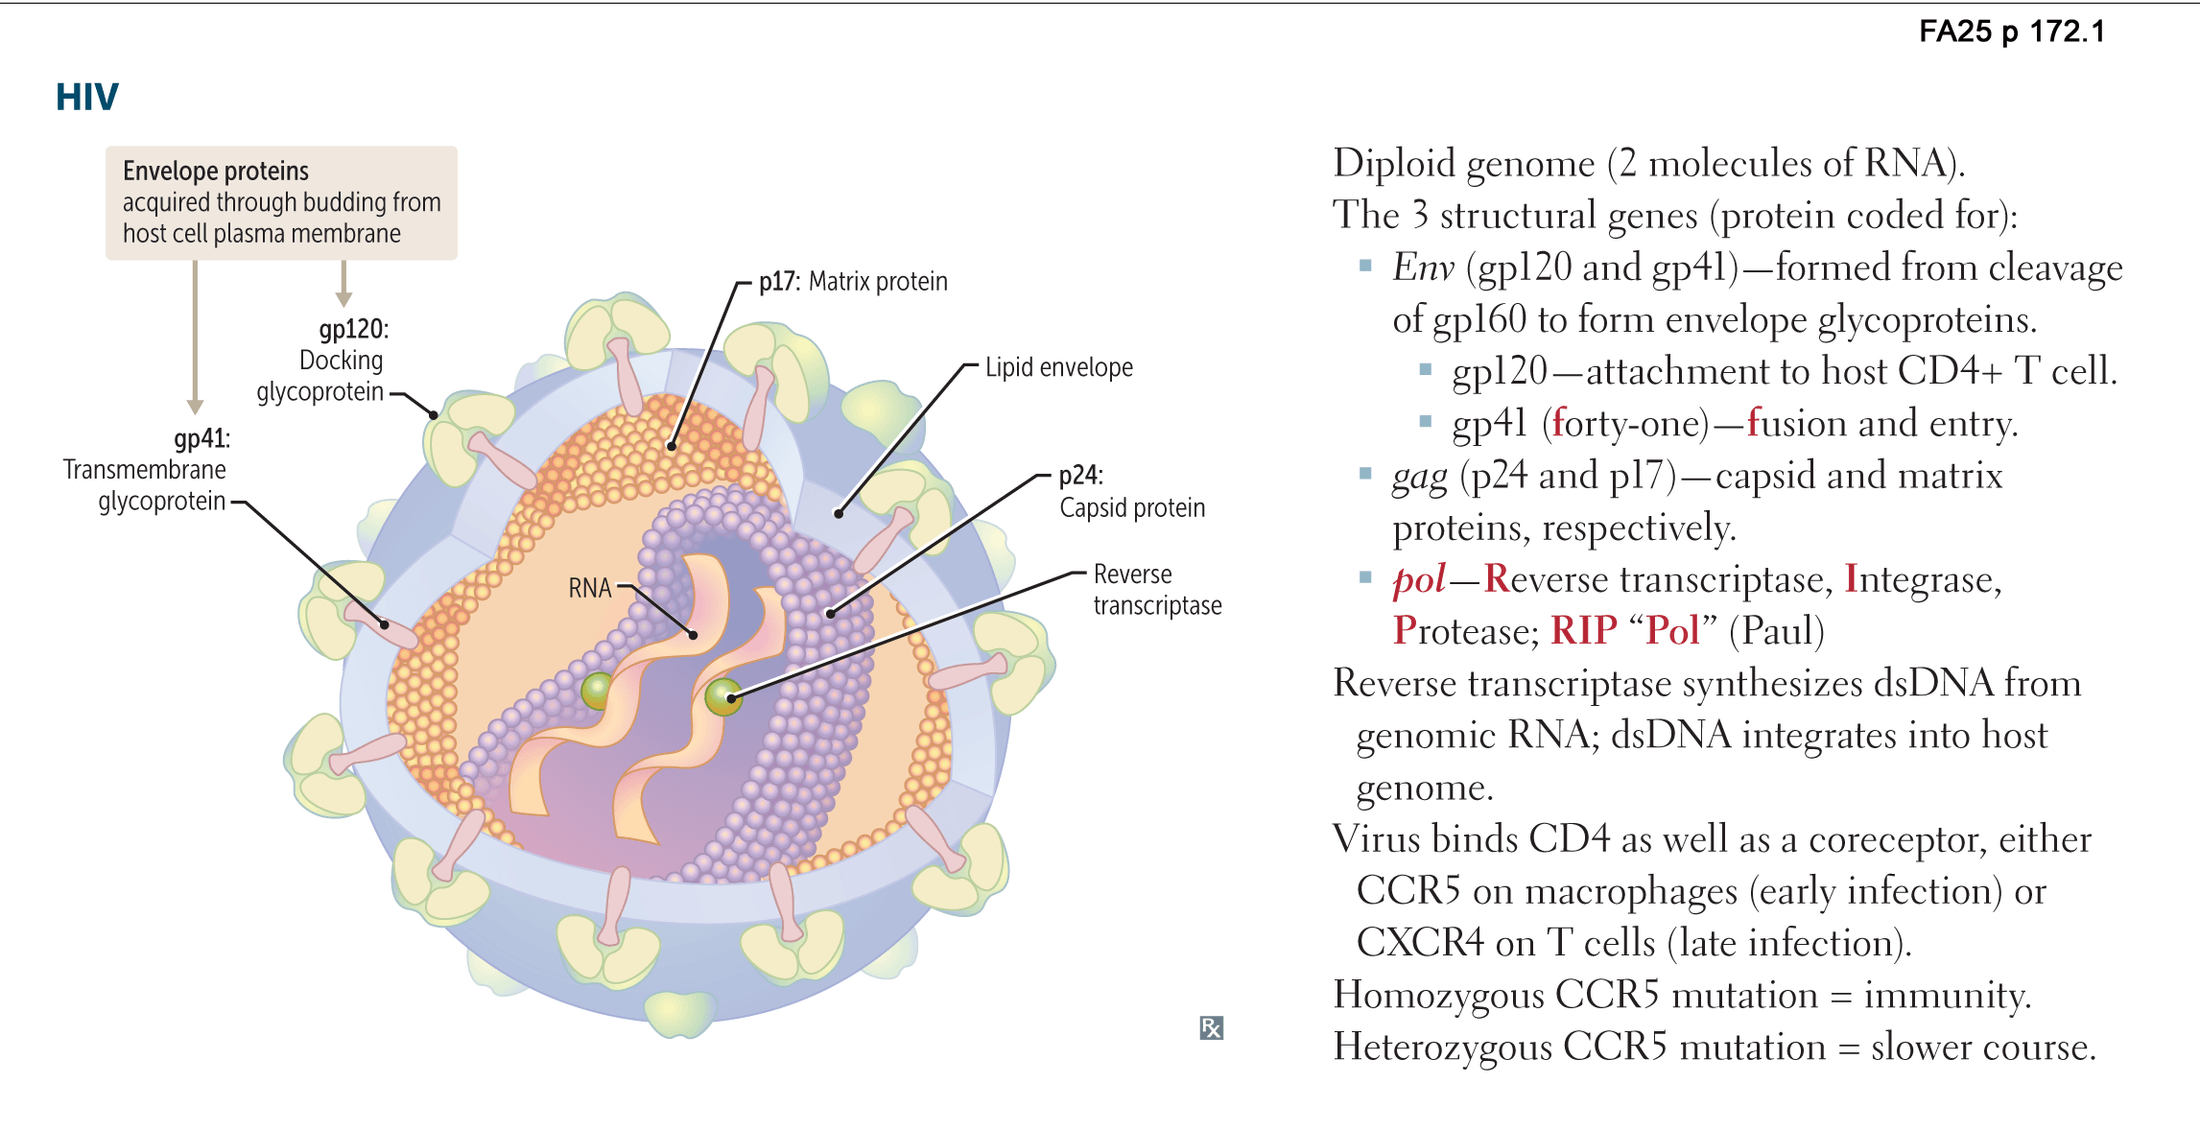 FA25 p 172.1
HIV
Envelope proteins
acquired through budding from
host cell plasma membrane
gp120:
Docking
glycoprotein
gp41:
Transmembrane
glycoprotein
p17: Matrix protein
Lipid envelope
p24:
Capsid protein
Reverse
transcriptase
RNA
Rx
Diploid genome (2 molecules of RNA).
The 3 structural genes (protein coded for):
▪ Env (gp120 and gp41)—formed from cleavage
of gp160 to form envelope glycoproteins.
▪ gp120—attachment to host CD4+ T cell.
▪ gp41 (forty-one)—fusion and entry.
▪ gag (p24 and p17)—capsid and matrix
proteins, respectively.
▪ pol—Reverse transcriptase, Integrase,
Protease; RIP “Pol” (Paul)
Reverse transcriptase synthesizes dsDNA from
genomic RNA; dsDNA integrates into host
genome.
Virus binds CD4 as well as a coreceptor, either
CCR5 on macrophages (early infection) or
CXCR4 on T cells (late infection).
Homozygous CCR5 mutation = immunity.
Heterozygous CCR5 mutation = slower course.